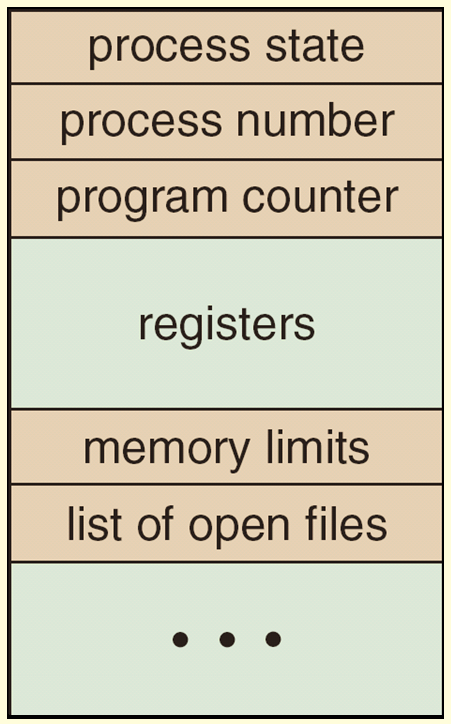 process state
process number
program counter
registers
memory limits
list of open files
• • •